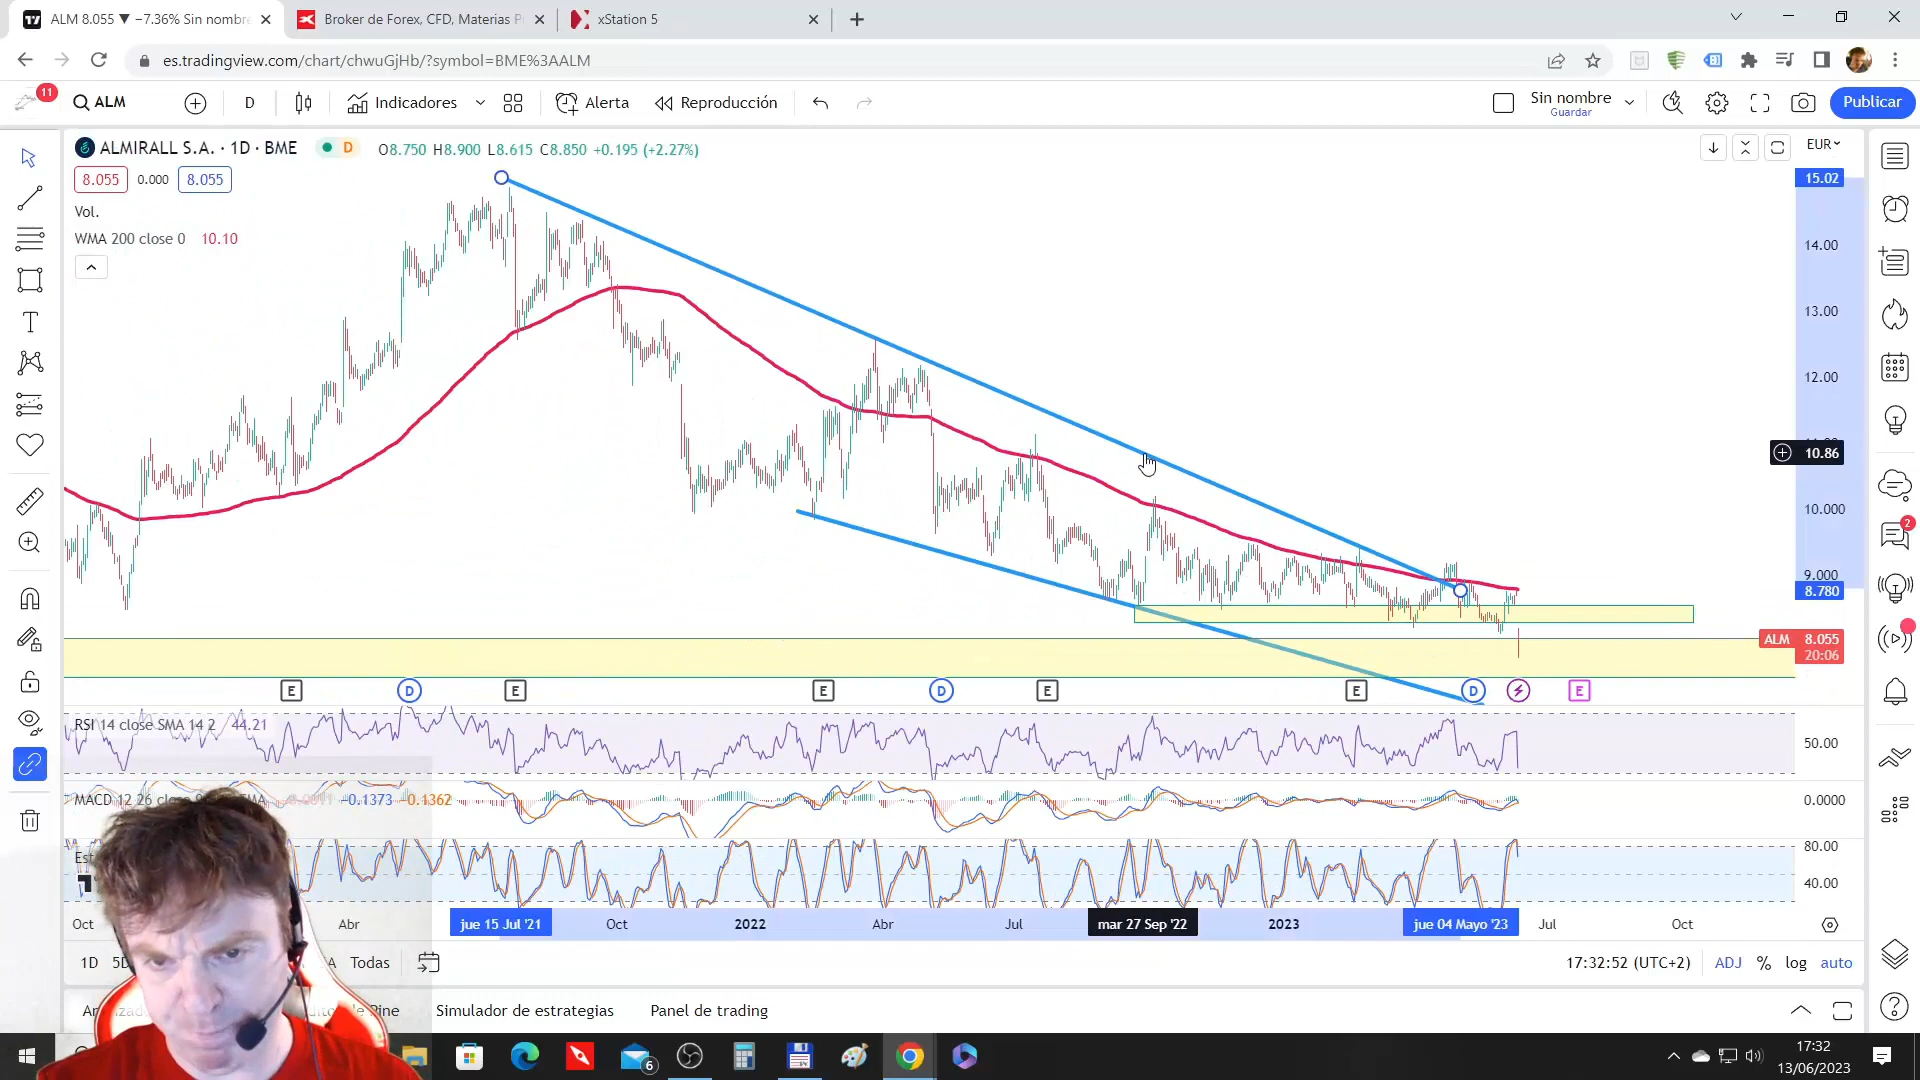 ALM 8.055 ▼ −7.36% Sin nombre
Broker de Forex, CFD, Materias P
xStation 5
es.tradingview.com/chart/chwuGjHb/?symbol=BME%3AALM
11
ALM
D
Indicadores
Alerta
Reproducción
Sin nombre
Guardar
Publicar
ALMIRALL S.A. · 1D · BME
D
O8.750 H8.900 L8.615 C8.850 +0.195 (+2.27%)
EUR
8.055
0.000
8.055
15.02
Vol.
WMA 200 close 0 10.10
14.00
13.00
12.00
10.86
10.000
9.000
8.780
ALM 8.055
20:06
2
E
D
E
E
D
E
E
D
E
RSI 14 close SMA 14 2 44.21
50.00
MACD 12 26 close
−0.1373 −0.1362
0.0000
Est
80.00
40.00
Oct
Abr
jue 15 Jul '21
Oct
2022
Abr
Jul
mar 27 Sep '22
2023
jue 04 Mayo '23
Jul
Oct
1D
Todas
17:32:52 (UTC+2)
ADJ
%
log
auto
Simulador de estrategias
Panel de trading
6
17:32
13/06/2023